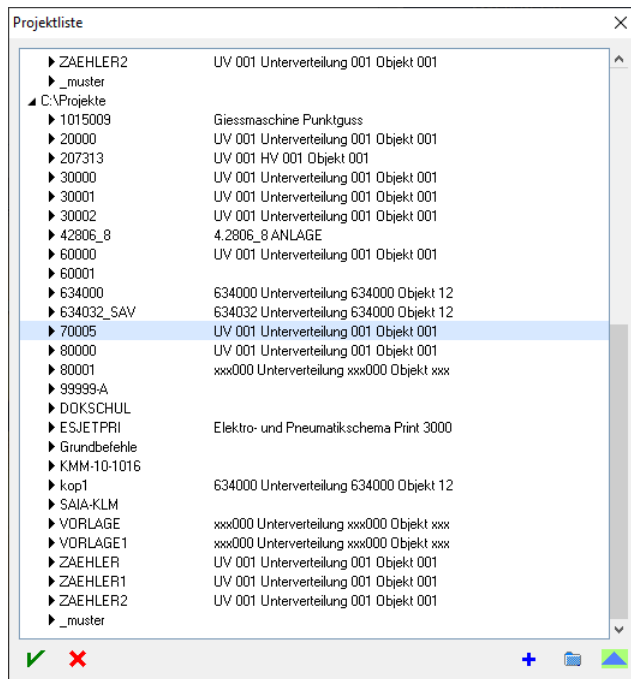 Projektliste
ZAEHLER2 UV 001 Unterverteilung 001 Objekt 001
_muster
C:\Projekte
1015009 Giessmaschine Punktguss
20000 UV 001 Unterverteilung 001 Objekt 001
207313 UV 001 HV 001 Objekt 001
30000 UV 001 Unterverteilung 001 Objekt 001
30001 UV 001 Unterverteilung 001 Objekt 001
30002 UV 001 Unterverteilung 001 Objekt 001
42806_8 4.2806_8 ANLAGE
60000 UV 001 Unterverteilung 001 Objekt 001
60001
634000 634000 Unterverteilung 634000 Objekt 12
634032_SAV 634032 Unterverteilung 634000 Objekt 12
70005 UV 001 Unterverteilung 001 Objekt 001
80000 UV 001 Unterverteilung 001 Objekt 001
80001 xxx000 Unterverteilung xxx000 Objekt xxx
99999-A
DOKSCHUL
ESJETPRI Elektro- und Pneumatikschema Print 3000
Grundbefehle
KMM-10-1016
kop1 634000 Unterverteilung 634000 Objekt 12
SAIA-KLM
VORLAGE xxx000 Unterverteilung xxx000 Objekt xxx
VORLAGE1 xxx000 Unterverteilung xxx000 Objekt xxx
ZAEHLER UV 001 Unterverteilung 001 Objekt 001
ZAEHLER1 UV 001 Unterverteilung 001 Objekt 001
ZAEHLER2 UV 001 Unterverteilung 001 Objekt 001
_muster